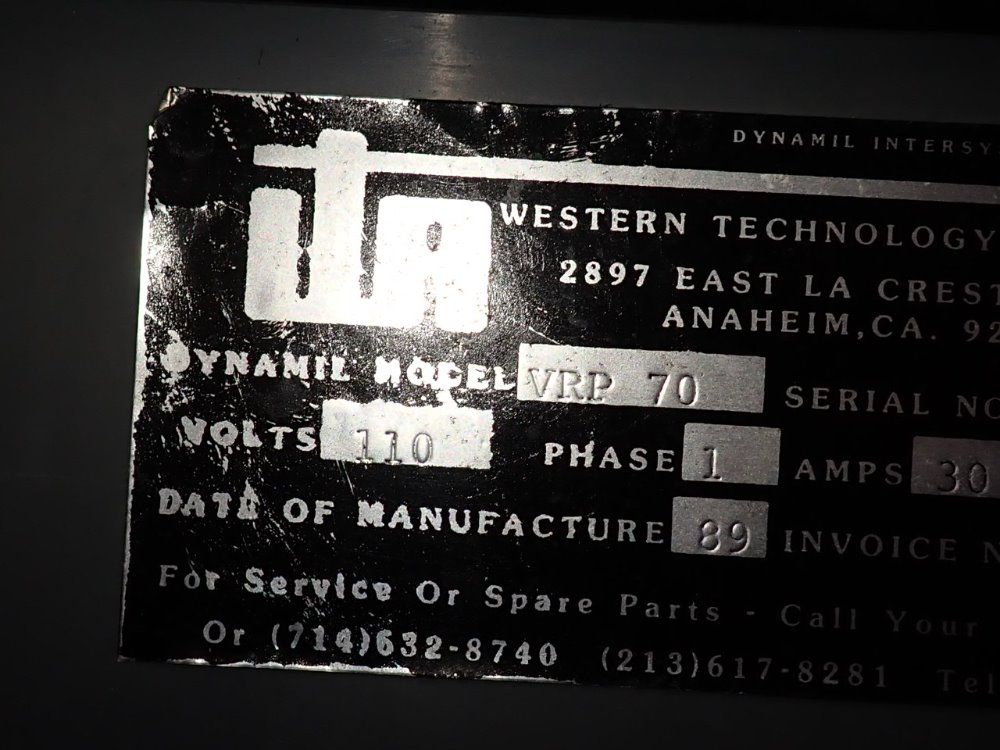 DYNAMIL INTERSY
WESTERN TECHNOLOGY
2897 EAST LA CREST
ANAHEIM, CA. 92
DYNAMIL MODEL VRP 70 SERIAL NO
VOLTS 110 PHASE 1 AMPS 30
DATE OF MANUFACTURE 89 INVOICE N
For Service Or Spare Parts - Call Your
Or (714)632-8740 (213)617-8281 Tel